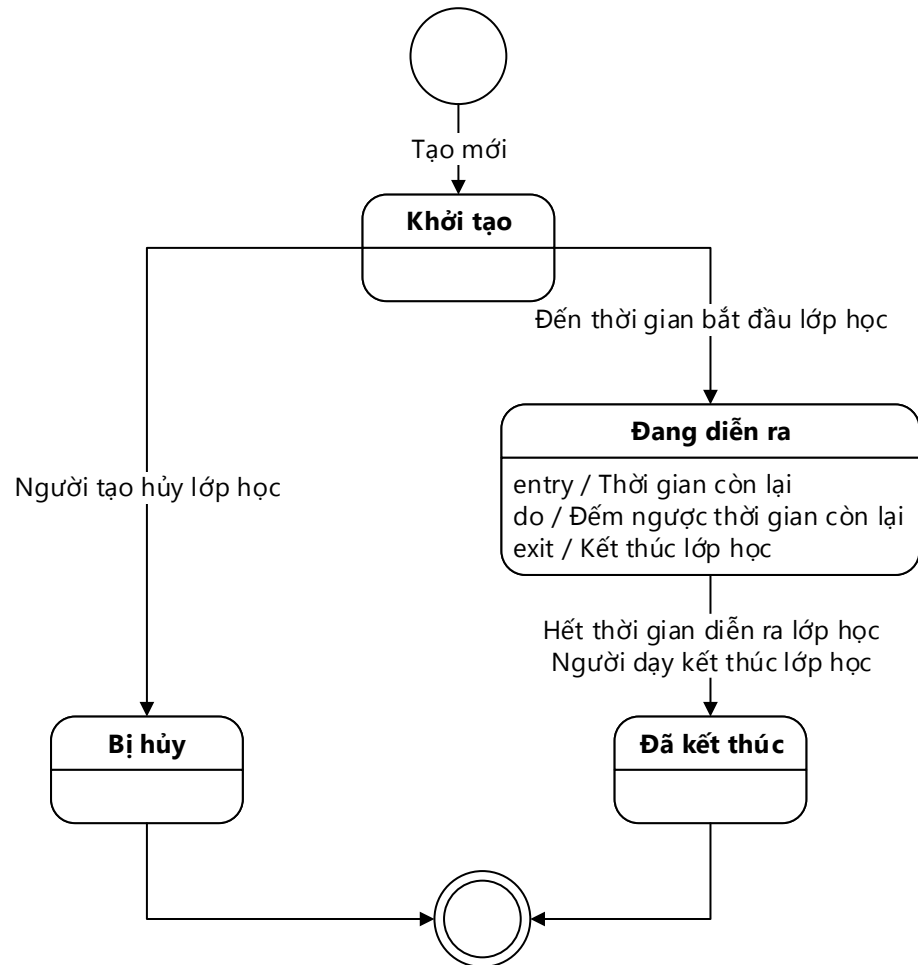 Tạo mới
Khởi tạo
Đến thời gian bắt đầu lớp học
Đang diễn ra
entry / Thời gian còn lại
do / Đếm ngược thời gian còn lại
exit / Kết thúc lớp học
Người tạo hủy lớp học
Hết thời gian diễn ra lớp học
Người dạy kết thúc lớp học
Bị hủy
Đã kết thúc